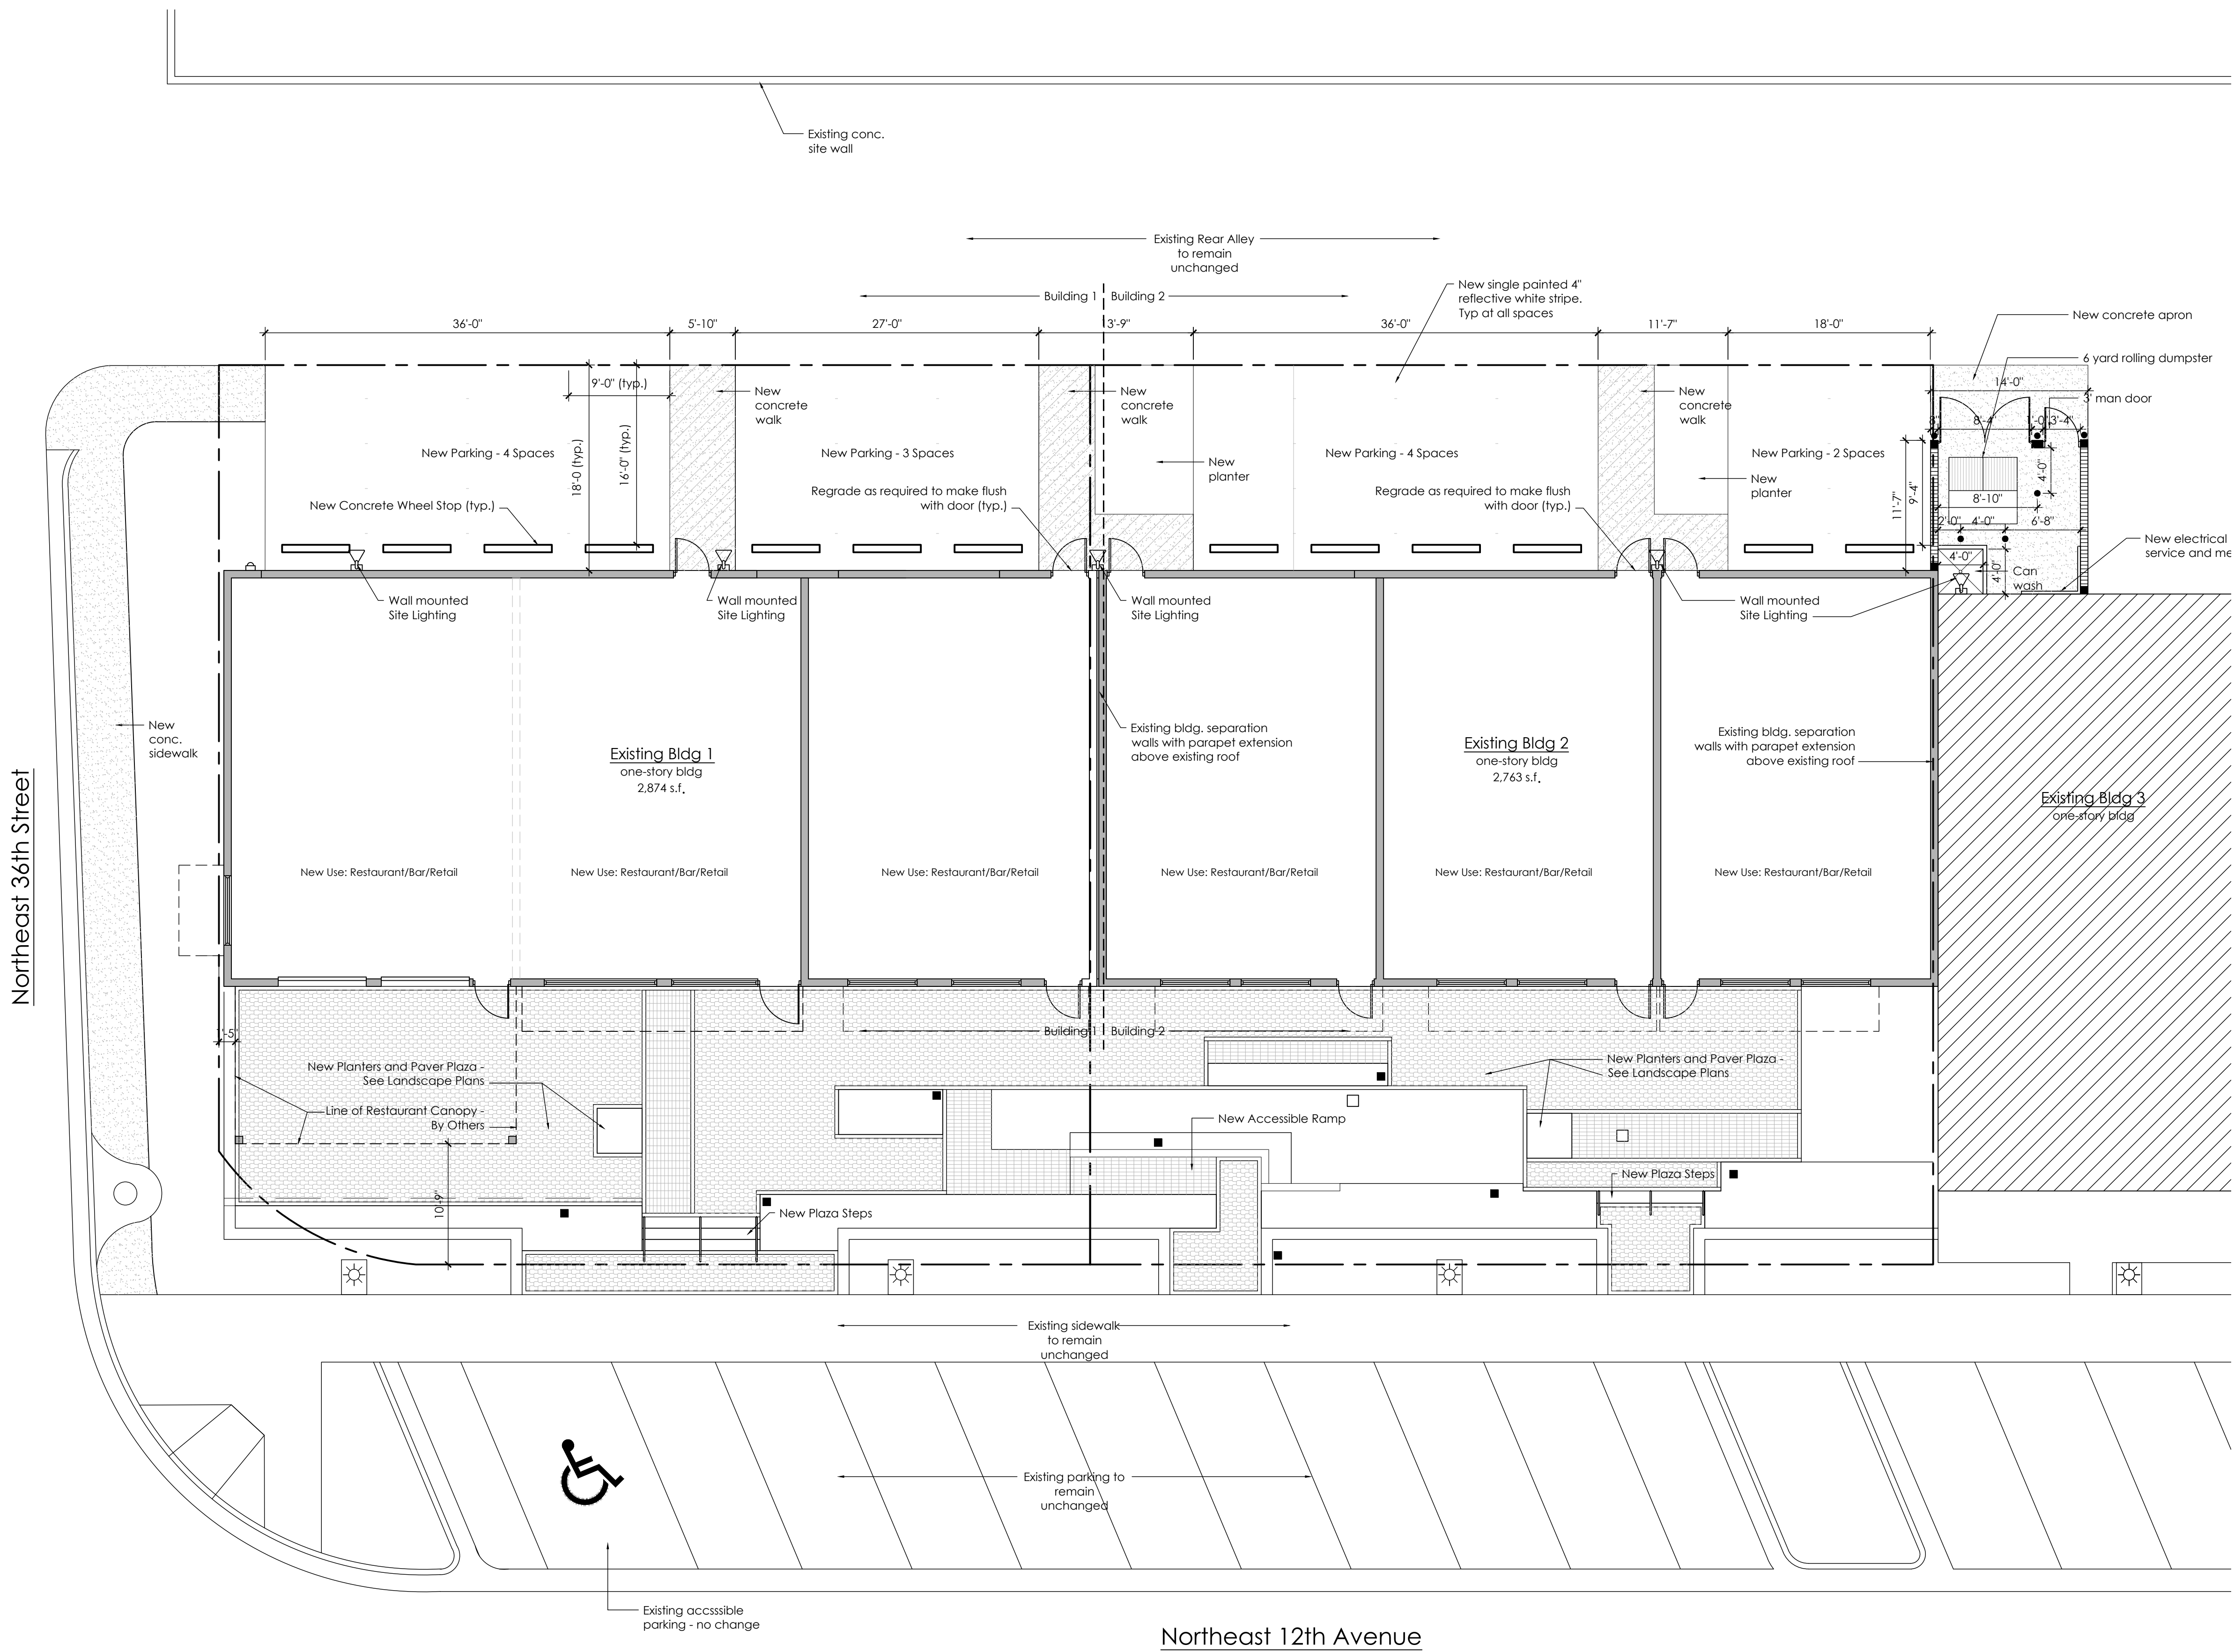 Existing conc.
site wall
Existing Rear Alley
to remain
unchanged
Building 1
Building 2
New single painted 4"
reflective white stripe.
Typ at all spaces
36'-0"
5'-10"
27'-0"
13'-9"
36'-0"
11'-7"
18'-0"
New concrete apron
6 yard rolling dumpster
14'-0"
3' man door
9'-0" (typ.)
18'-0 (typ.)
16'-0" (typ.)
New
concrete
walk
New
concrete
walk
New
concrete
walk
8"
8'-4"
1'-0"
3'-4"
New Parking - 4 Spaces
New Parking - 3 Spaces
New
planter
New Parking - 4 Spaces
New Parking - 2 Spaces
New
planter
4'-0"
8'-10"
11'-7"
9'-4"
2'-0"
4'-0"
6'-8"
New Concrete Wheel Stop (typ.)
Regrade as required to make flush
with door (typ.)
Regrade as required to make flush
with door (typ.)
New electrical
service and me
4'-0"
4'-0"
Can
wash
Wall mounted
Site Lighting
Wall mounted
Site Lighting
Wall mounted
Site Lighting
Wall mounted
Site Lighting
New
conc.
sidewalk
Northeast 36th Street
Existing Bldg 1
one-story bldg
2,874 s.f.
Existing bldg. separation
walls with parapet extension
above existing roof
Existing Bldg 2
one-story bldg
2,763 s.f.
Existing bldg. separation
walls with parapet extension
above existing roof
Existing Bldg 3
one-story bldg
New Use: Restaurant/Bar/Retail
New Use: Restaurant/Bar/Retail
New Use: Restaurant/Bar/Retail
New Use: Restaurant/Bar/Retail
New Use: Restaurant/Bar/Retail
New Use: Restaurant/Bar/Retail
1'-5"
Building 1
Building 2
New Planters and Paver Plaza -
See Landscape Plans
New Planters and Paver Plaza -
See Landscape Plans
Line of Restaurant Canopy -
By Others
New Accessible Ramp
10'-9"
New Plaza Steps
New Plaza Steps
Existing sidewalk
to remain
unchanged
Existing parking to
remain
unchanged
Existing accsssible
parking - no change
Northeast 12th Avenue